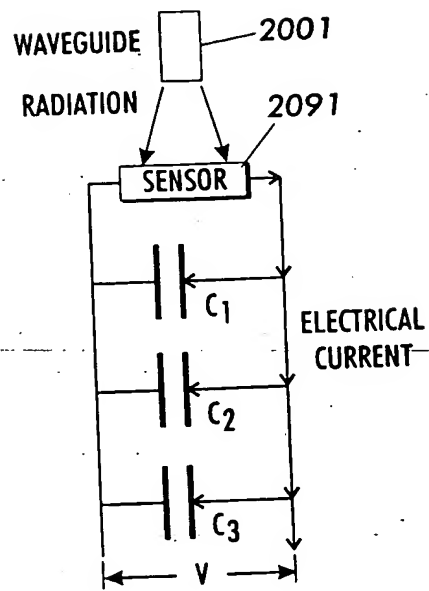 WAVEGUIDE
2001
RADIATION
2091
SENSOR
C1
ELECTRICAL
CURRENT
C2
C3
V